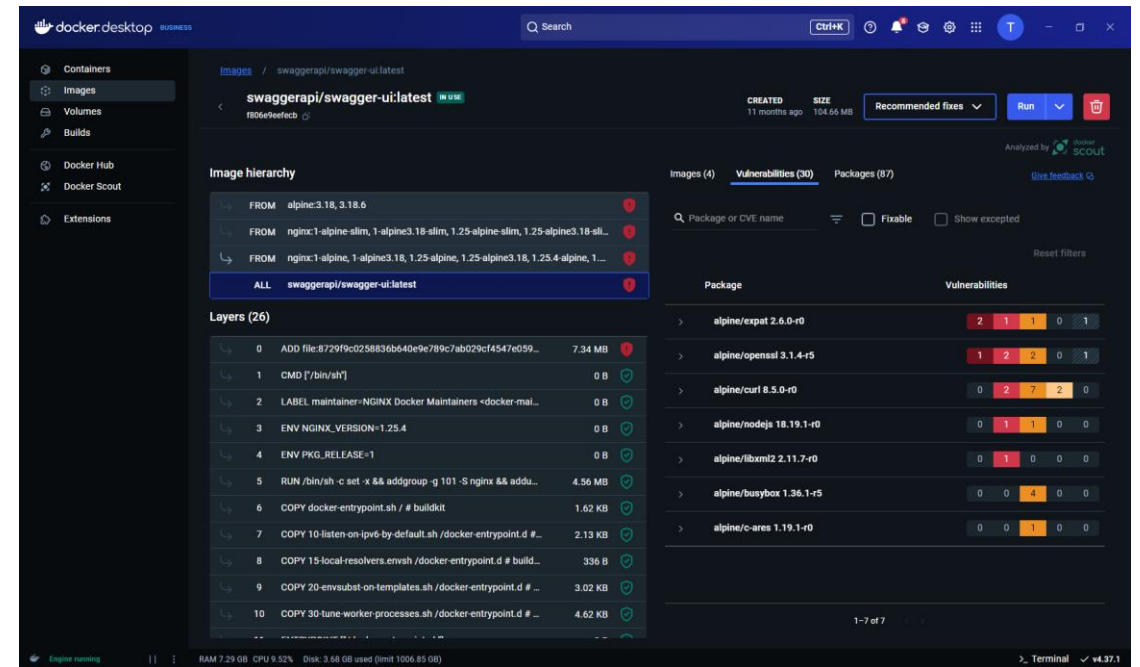 docker.desktop BUSINESS
Search
Ctrl+K
T
Containers
Images
Volumes
Builds
Docker Hub
Docker Scout
Extensions
Images / swaggerapi/swagger-ui:latest
swaggerapi/swagger-ui:latest IN USE
f806e9eefecb
CREATED SIZE
11 months ago 104.66 MB
Recommended fixes
Run
Analyzed by docker scout
Image hierarchy
FROM alpine:3.18, 3.18.6
FROM nginx:1-alpine-slim, 1-alpine3.18-slim, 1.25-alpine-slim, 1.25-alpine3.18-sli...
FROM nginx:1-alpine, 1-alpine3.18, 1.25-alpine, 1.25-alpine3.18, 1.25.4-alpine, 1....
ALL swaggerapi/swagger-ui:latest
Layers (26)
0 ADD file:8729f9c0258836b640e9e789c7ab029cf4547e059... 7.34 MB
1 CMD ["/bin/sh"] 0 B
2 LABEL maintainer=NGINX Docker Maintainers <docker-mai... 0 B
3 ENV NGINX_VERSION=1.25.4 0 B
4 ENV PKG_RELEASE=1 0 B
5 RUN /bin/sh -c set -x && addgroup -g 101 -S nginx && addu... 4.56 MB
6 COPY docker-entrypoint.sh / # buildkit 1.62 KB
7 COPY 10-listen-on-ipv6-by-default.sh /docker-entrypoint.d #... 2.13 KB
8 COPY 15-local-resolvers.envsh /docker-entrypoint.d # build... 336 B
9 COPY 20-envsubst-on-templates.sh /docker-entrypoint.d # ... 3.02 KB
10 COPY 30-tune-worker-processes.sh /docker-entrypoint.d # ... 4.62 KB
Images (4) Vulnerabilities (30) Packages (87)
Give feedback
Package or CVE name
Fixable
Show excepted
Reset filters
Package Vulnerabilities
alpine/expat 2.6.0-r0 2 1 1 0 1
alpine/openssl 3.1.4-r5 1 2 2 0 1
alpine/curl 8.5.0-r0 0 2 7 2 0
alpine/nodejs 18.19.1-r0 0 1 1 0 0
alpine/libxml2 2.11.7-r0 0 1 0 0 0
alpine/busybox 1.36.1-r5 0 0 4 0 0
alpine/c-ares 1.19.1-r0 0 0 1 0 0
1–7 of 7
Engine running
RAM 7.29 GB CPU 9.52% Disk: 3.68 GB used (limit 1006.85 GB)
>_ Terminal
v4.37.1